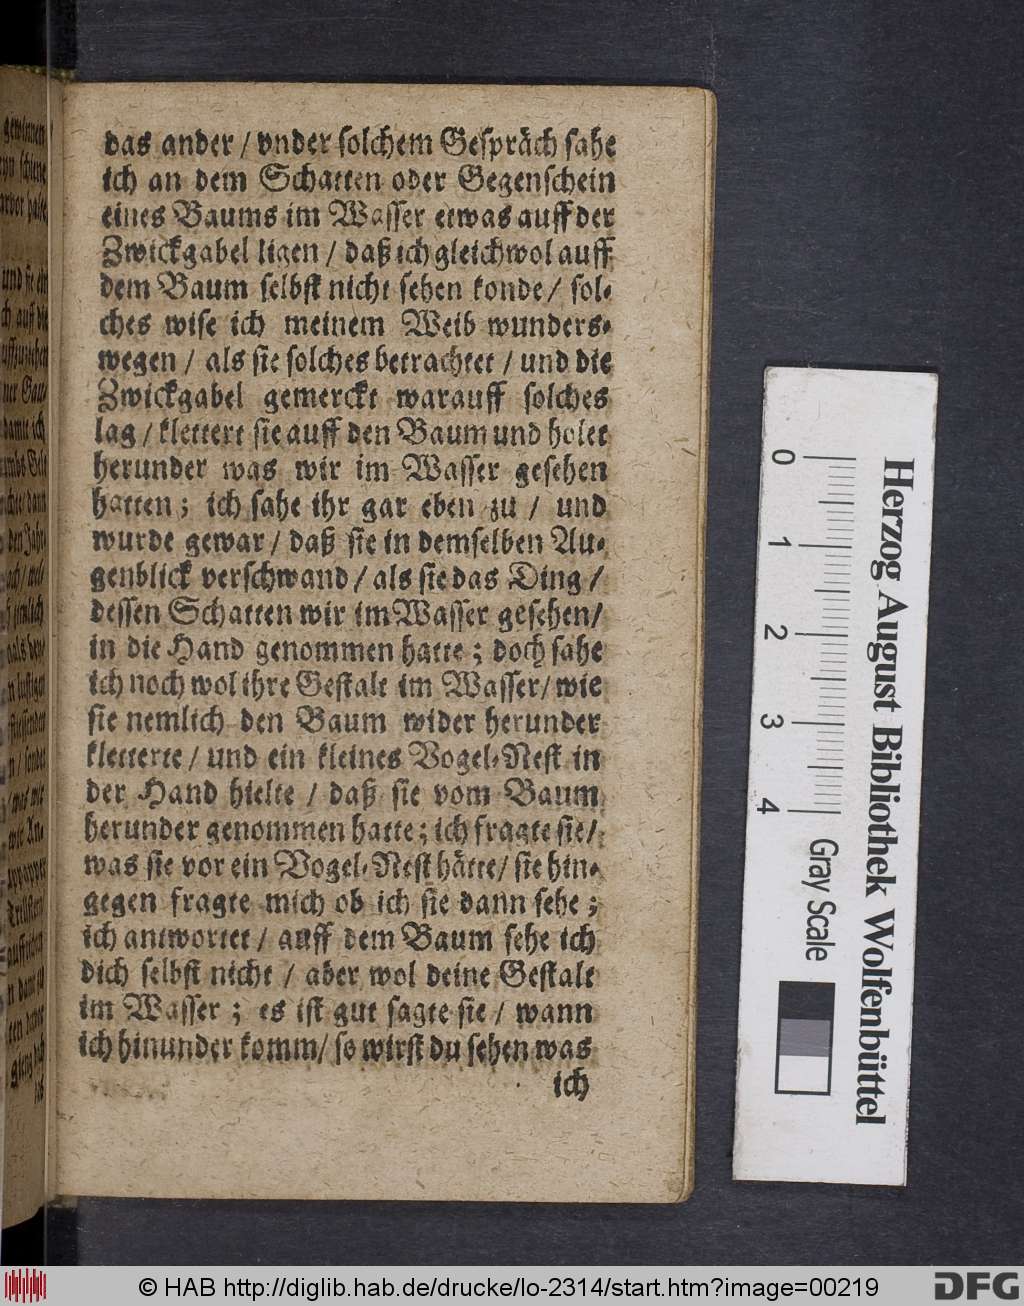 das ander / vnder solchem Gespräch sahe
ich an dem Schatten oder Gegenschein
eines Baums im Wasser etwas auff der
Zwickgabel ligen / daß ich gleichwol auff
dem Baum selbst nicht sehen konde / sol-
ches wise ich meinem Weib wunders-
wegen / als sie solches betrachtet / und die
Zwickgabel gemerckt warauff solches
lag / klettert sie auff den Baum und holet
herunder was wir im Wasser gesehen
hatten; ich sahe ihr gar eben zu / und
wurde gewar / daß sie in demselben Au-
genblick verschwand / als sie das Ding /
dessen Schatten wir im Wasser gesehen /
in die Hand genommen hatte; doch sahe
ich noch wol ihre Gestalt im Wasser / wie
sie nemlich den Baum wider herunder
kletterte / und ein kleines Vogel-Nest in
der Hand hielte / daß sie vom Baum
herunder genommen hatte; ich fragte sie /
was sie vor ein Vogel-Nest hätte / sie hin-
gegen fragte mich ob ich sie dann sehe;
ich antwortet / auff dem Baum sehe ich
dich selbst nicht / aber wol deine Gestalt
im Wasser; es ist gut sagte sie / wann
ich hinunder komm / so wirst du sehen was
ich
Herzog August Bibliothek Wolfenbüttel
0 1 2 3 4
Gray Scale
© HAB http://diglib.hab.de/drucke/lo-2314/start.htm?image=00219
DFG